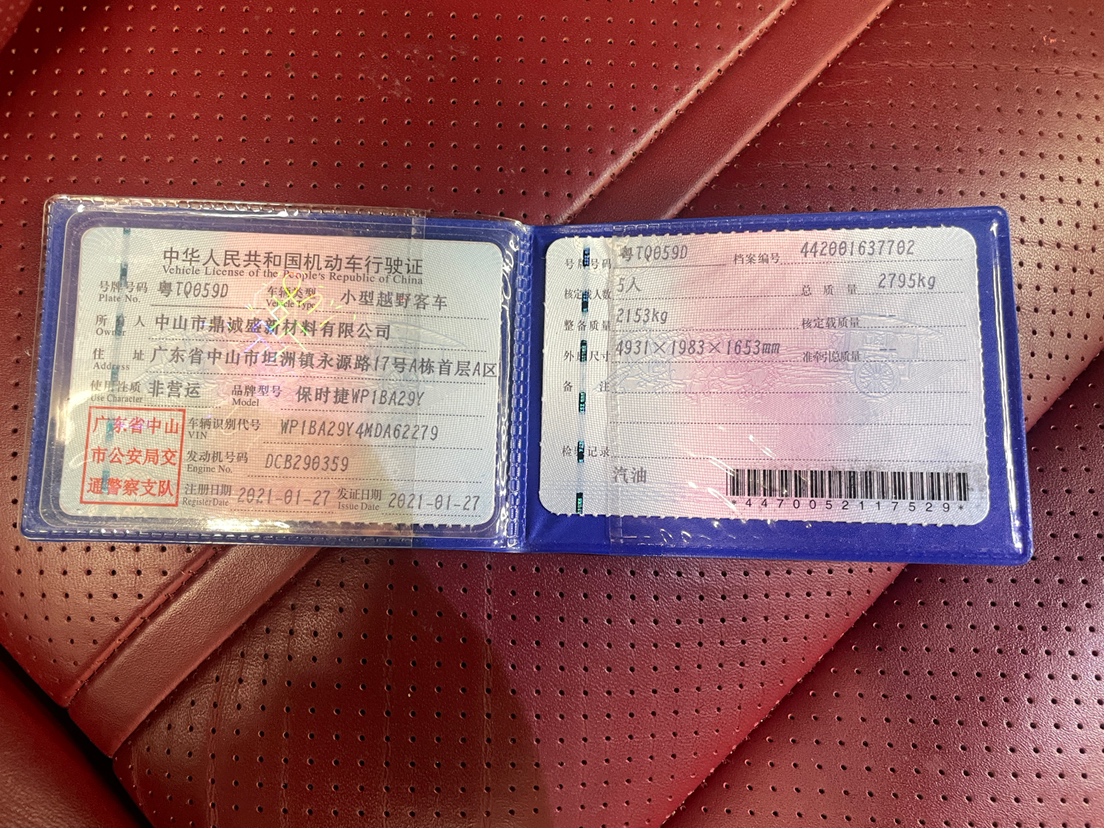 中华人民共和国机动车行驶证
Vehicle License of the People's Republic of China
号牌号码 粤TQ059D 车辆类型 小型越野客车
Plate No. Vehicle Type
所有人 中山市鼎诚盛新材料有限公司
Owner
住址 广东省中山市坦洲镇永源路17号A栋首层A区
Address
使用性质 非营运 品牌型号 保时捷WP1BA29Y
Use Character Model
广东省中山
市公安局交
通警察支队
车辆识别代号 WP1BA29Y4MDA62279
VIN
发动机号码 DCB290359
Engine No.
注册日期 2021-01-27 发证日期 2021-01-27
Register Date Issue Date
号牌号码 粤TQ059D 档案编号 442001637702
核定载人数 5人 总质量 2795kg
整备质量 2153kg 核定载质量
外廓尺寸 4931×1983×1653mm 准牵引总质量
备注
检验记录
汽油
*4470052117529*